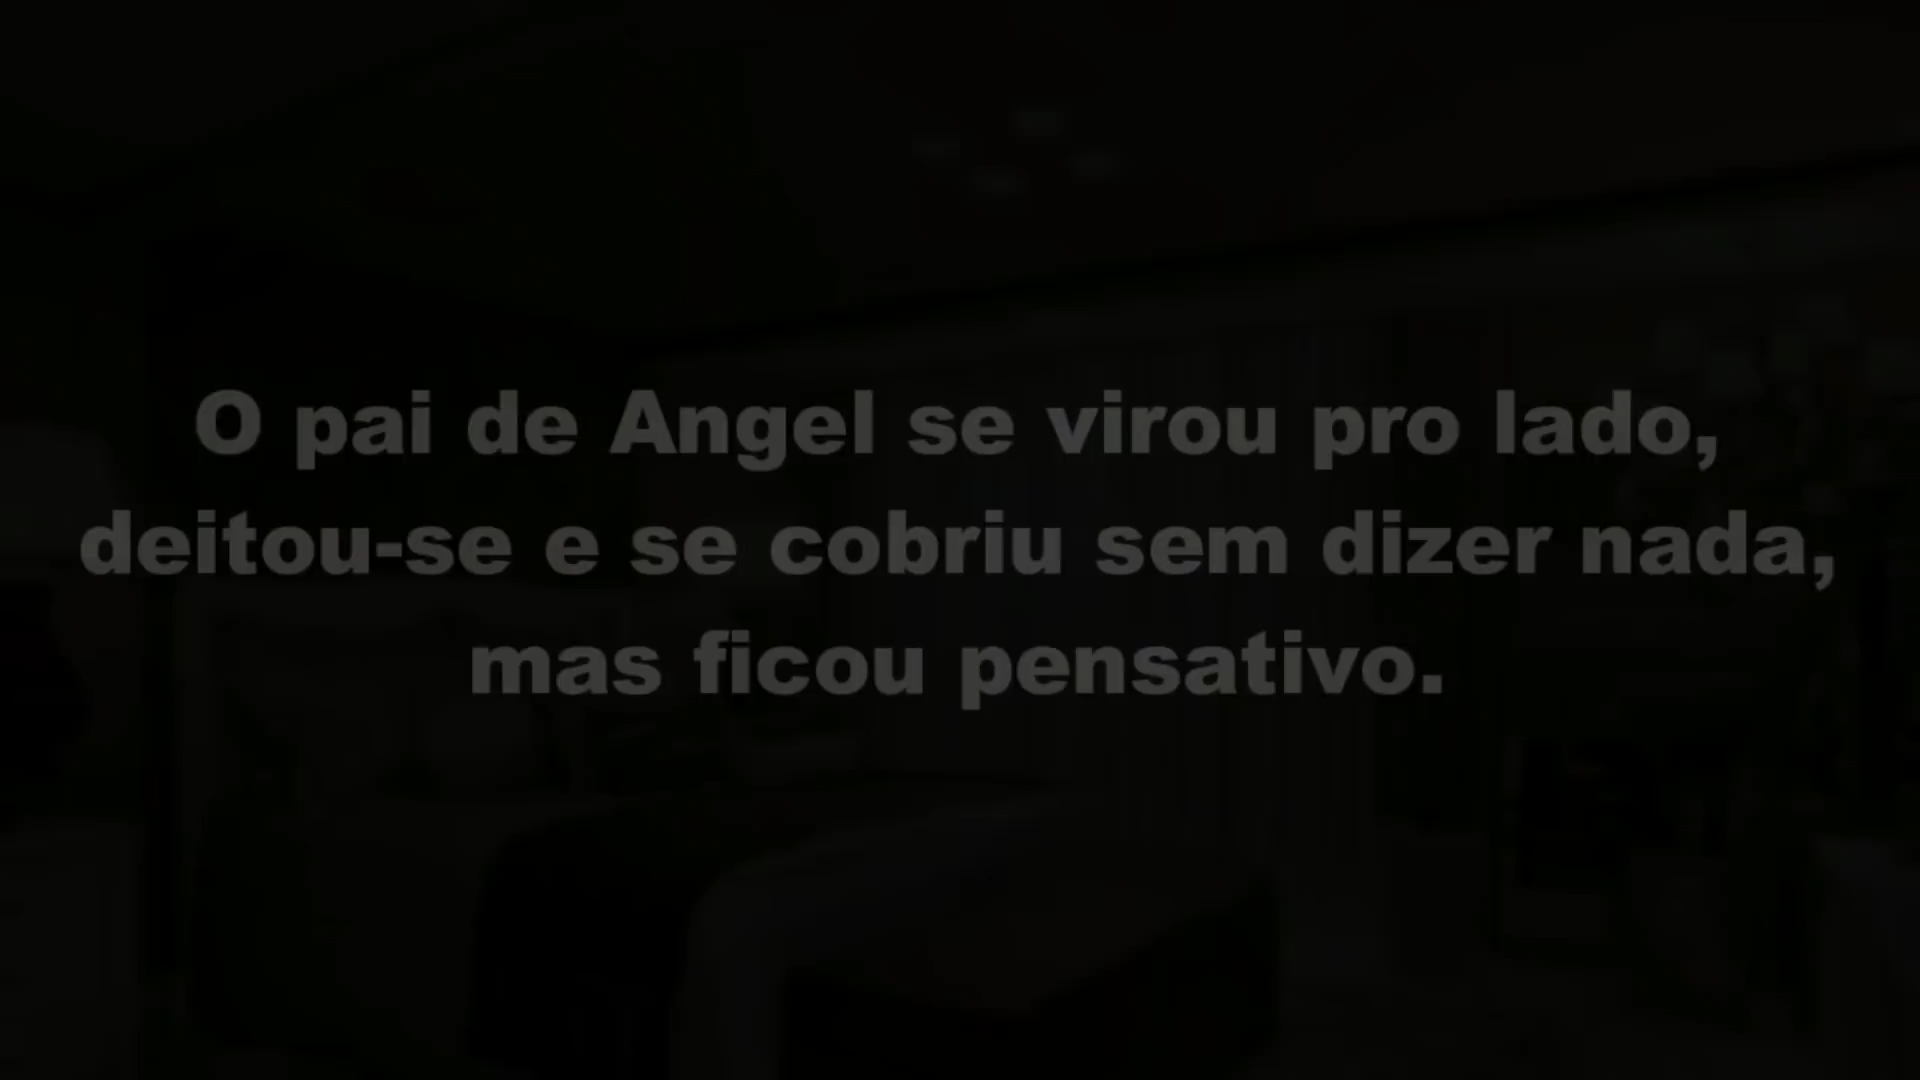 O pai de Angel se virou pro lado,
deitou-se e se cobriu sem dizer nada,
mas ficou pensativo.